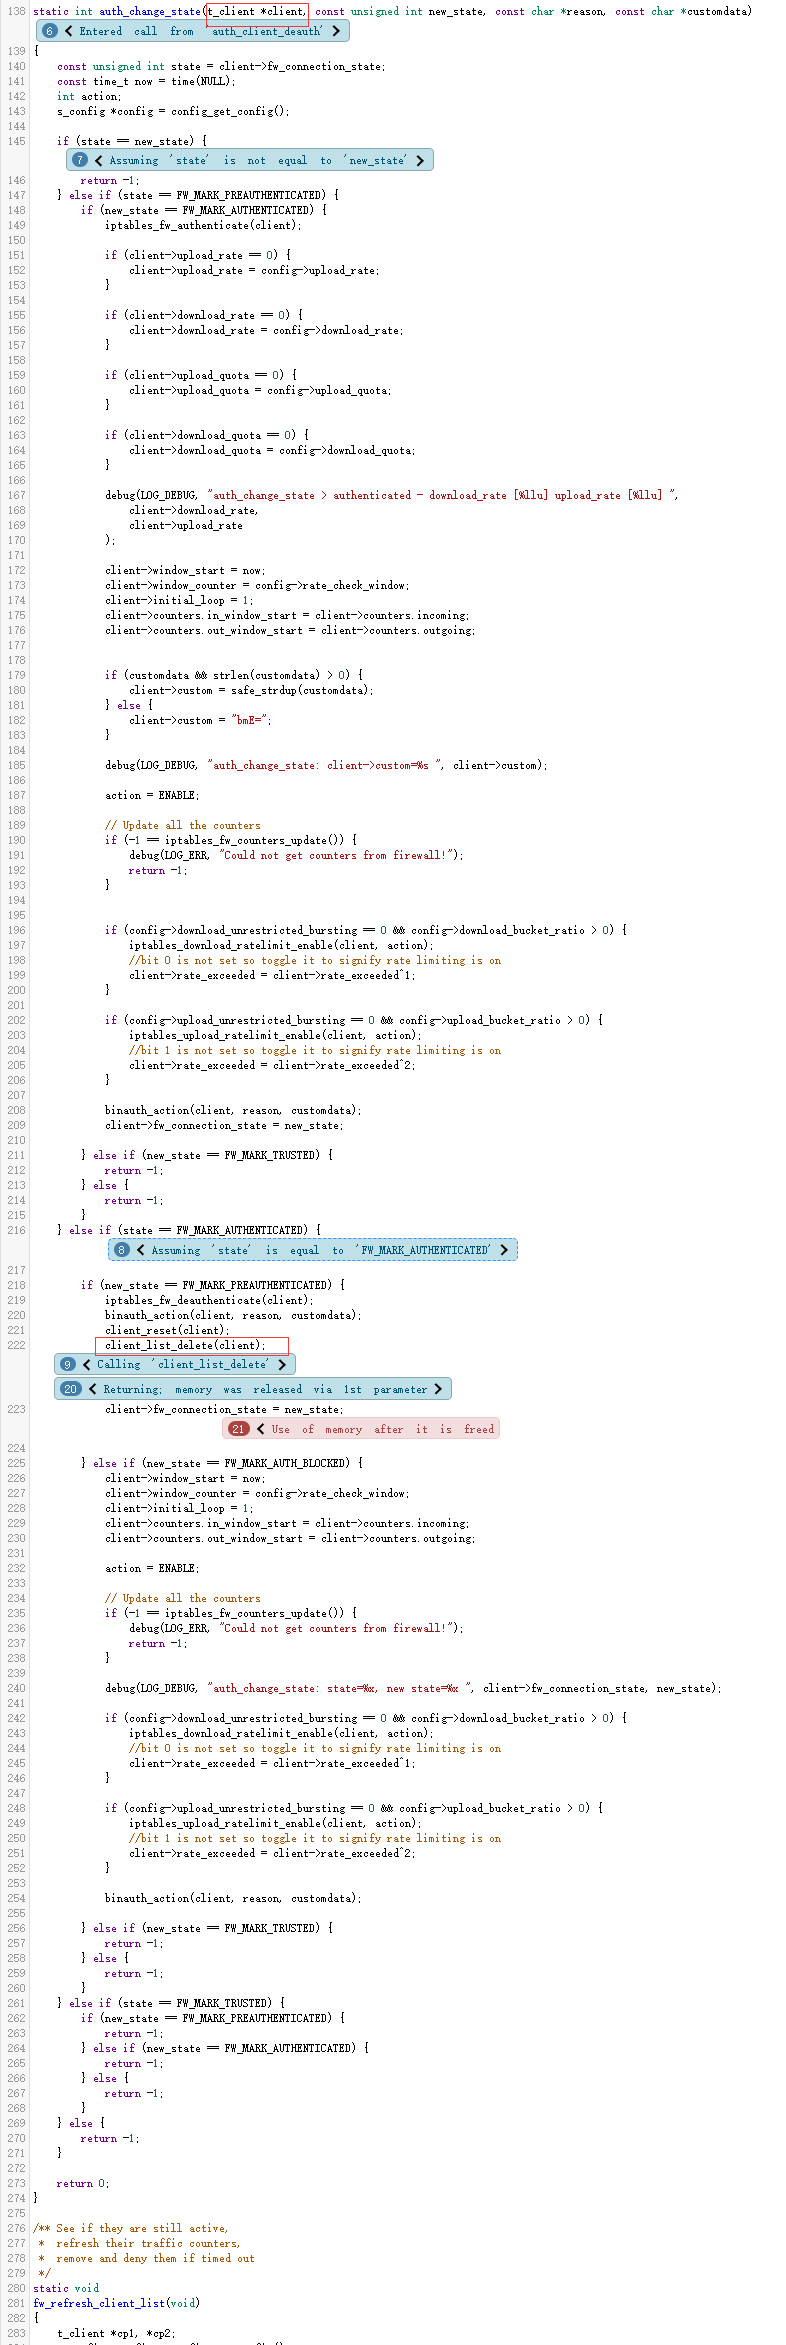 138 static int auth_change_state(t_client *client, const unsigned int new_state, const char *reason, const char *customdata)
6 Entered call from 'auth_client_deauth'
139 {
140 const unsigned int state = client->fw_connection_state;
141 const time_t now = time(NULL);
142 int action;
143 s_config *config = config_get_config();
144
145 if (state == new_state) {
7 Assuming 'state' is not equal to 'new_state'
146 return -1;
147 } else if (state == FW_MARK_PREAUTHENTICATED) {
148 if (new_state == FW_MARK_AUTHENTICATED) {
149 iptables_fw_authenticate(client);
150
151 if (client->upload_rate == 0) {
152 client->upload_rate = config->upload_rate;
153 }
154
155 if (client->download_rate == 0) {
156 client->download_rate = config->download_rate;
157 }
158
159 if (client->upload_quota == 0) {
160 client->upload_quota = config->upload_quota;
161 }
162
163 if (client->download_quota == 0) {
164 client->download_quota = config->download_quota;
165 }
166
167 debug(LOG_DEBUG, "auth_change_state > authenticated - download_rate [%llu] upload_rate [%llu] ",
168 client->download_rate,
169 client->upload_rate
170 );
171
172 client->window_start = now;
173 client->window_counter = config->rate_check_window;
174 client->initial_loop = 1;
175 client->counters.in_window_start = client->counters.incoming;
176 client->counters.out_window_start = client->counters.outgoing;
177
178
179 if (customdata && strlen(customdata) > 0) {
180 client->custom = safe_strdup(customdata);
181 } else {
182 client->custom = "bmE=";
183 }
184
185 debug(LOG_DEBUG, "auth_change_state: client->custom=%s ", client->custom);
186
187 action = ENABLE;
188
189 // Update all the counters
190 if (-1 == iptables_fw_counters_update()) {
191 debug(LOG_ERR, "Could not get counters from firewall!");
192 return -1;
193 }
194
195
196 if (config->download_unrestricted_bursting == 0 && config->download_bucket_ratio > 0) {
197 iptables_download_ratelimit_enable(client, action);
198 //bit 0 is not set so toggle it to signify rate limiting is on
199 client->rate_exceeded = client->rate_exceeded^1;
200 }
201
202 if (config->upload_unrestricted_bursting == 0 && config->upload_bucket_ratio > 0) {
203 iptables_upload_ratelimit_enable(client, action);
204 //bit 1 is not set so toggle it to signify rate limiting is on
205 client->rate_exceeded = client->rate_exceeded^2;
206 }
207
208 binauth_action(client, reason, customdata);
209 client->fw_connection_state = new_state;
210
211 } else if (new_state == FW_MARK_TRUSTED) {
212 return -1;
213 } else {
214 return -1;
215 }
216 } else if (state == FW_MARK_AUTHENTICATED) {
8 Assuming 'state' is equal to 'FW_MARK_AUTHENTICATED'
217
218 if (new_state == FW_MARK_PREAUTHENTICATED) {
219 iptables_fw_deauthenticate(client);
220 binauth_action(client, reason, customdata);
221 client_reset(client);
222 client_list_delete(client);
9 Calling 'client_list_delete'
20 Returning; memory was released via 1st parameter
223 client->fw_connection_state = new_state;
21 Use of memory after it is freed
224
225 } else if (new_state == FW_MARK_AUTH_BLOCKED) {
226 client->window_start = now;
227 client->window_counter = config->rate_check_window;
228 client->initial_loop = 1;
229 client->counters.in_window_start = client->counters.incoming;
230 client->counters.out_window_start = client->counters.outgoing;
231
232 action = ENABLE;
233
234 // Update all the counters
235 if (-1 == iptables_fw_counters_update()) {
236 debug(LOG_ERR, "Could not get counters from firewall!");
237 return -1;
238 }
239
240 debug(LOG_DEBUG, "auth_change_state: state=%x, new state=%x ", client->fw_connection_state, new_state);
241
242 if (config->download_unrestricted_bursting == 0 && config->download_bucket_ratio > 0) {
243 iptables_download_ratelimit_enable(client, action);
244 //bit 0 is not set so toggle it to signify rate limiting is on
245 client->rate_exceeded = client->rate_exceeded^1;
246 }
247
248 if (config->upload_unrestricted_bursting == 0 && config->upload_bucket_ratio > 0) {
249 iptables_upload_ratelimit_enable(client, action);
250 //bit 1 is not set so toggle it to signify rate limiting is on
251 client->rate_exceeded = client->rate_exceeded^2;
252 }
253
254 binauth_action(client, reason, customdata);
255
256 } else if (new_state == FW_MARK_TRUSTED) {
257 return -1;
258 } else {
259 return -1;
260 }
261 } else if (state == FW_MARK_TRUSTED) {
262 if (new_state == FW_MARK_PREAUTHENTICATED) {
263 return -1;
264 } else if (new_state == FW_MARK_AUTHENTICATED) {
265 return -1;
266 } else {
267 return -1;
268 }
269 } else {
270 return -1;
271 }
272
273 return 0;
274 }
275
276 /** See if they are still active,
277 * refresh their traffic counters,
278 * remove and deny them if timed out
279 */
280 static void
281 fw_refresh_client_list(void)
282 {
283 t_client *cp1, *cp2;